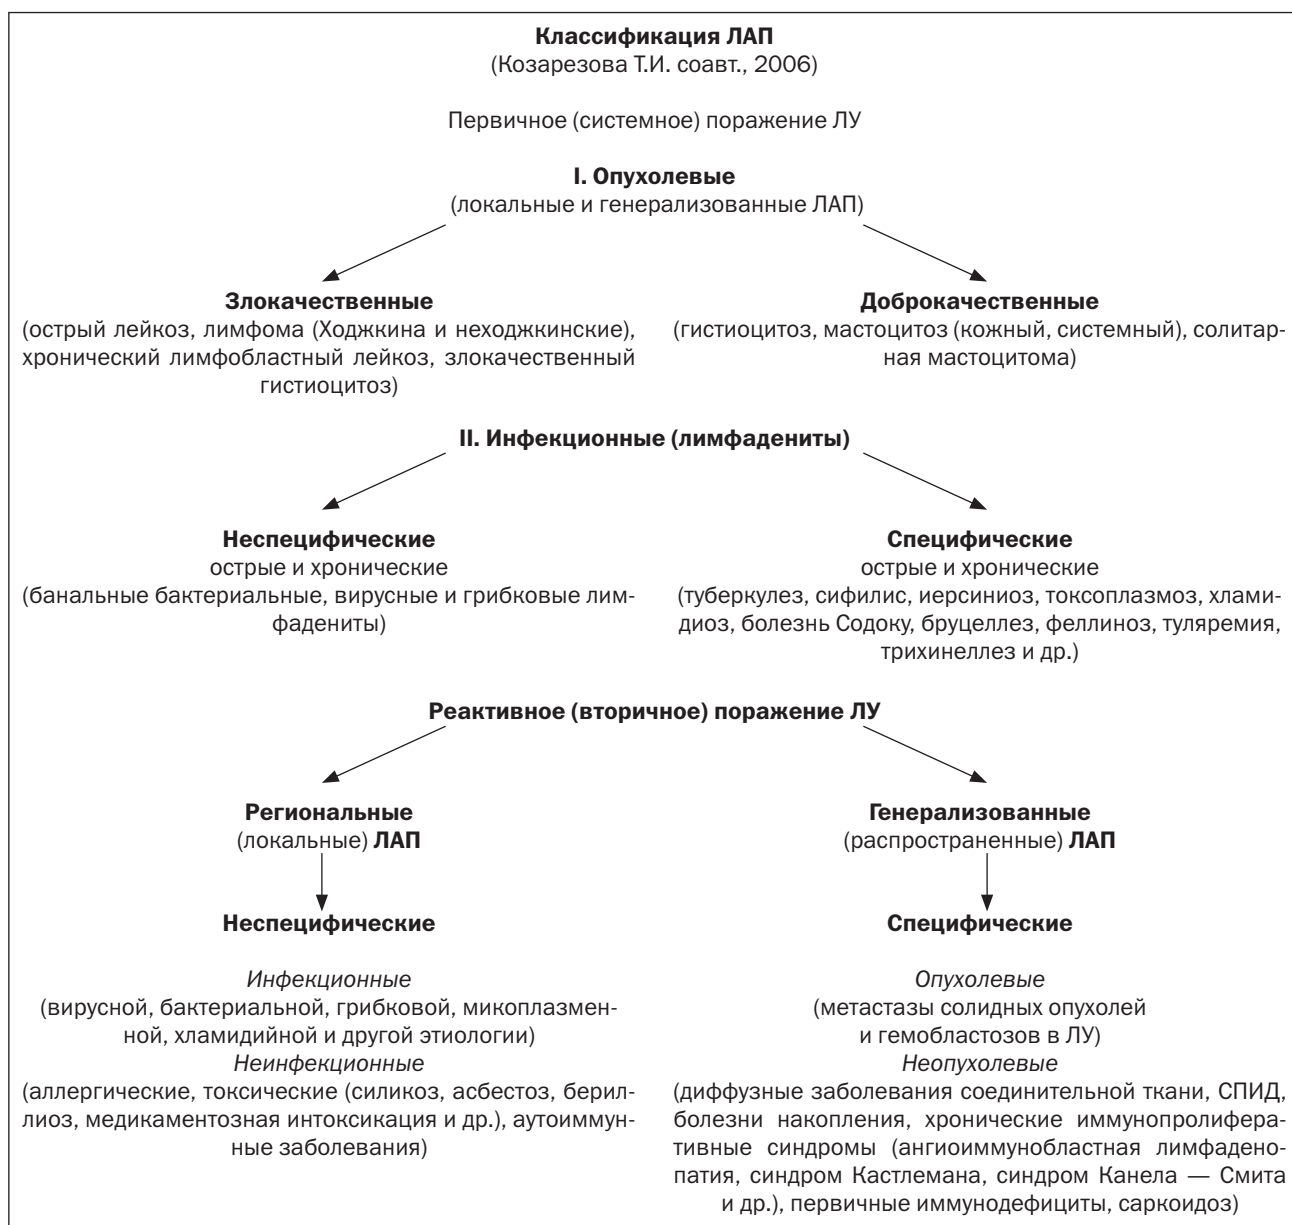 Классификация ЛАП
(Козарезова Т.И. соавт., 2006)
Первичное (системное) поражение ЛУ
I. Опухолевые
(локальные и генерализованные ЛАП)
Злокачественные
(острый лейкоз, лимфома (Ходжкина и неходжкинские),
хронический лимфобластный лейкоз, злокачественный
гистиоцитоз)
Доброкачественные
(гистиоцитоз, мастоцитоз (кожный, системный), солитар-
ная мастоцитома)
II. Инфекционные (лимфадениты)
Неспецифические
острые и хронические
(банальные бактериальные, вирусные и грибковые лим-
фадениты)
Специфические
острые и хронические
(туберкулез, сифилис, иерсиниоз, токсоплазмоз, хлами-
диоз, болезнь Содоку, бруцеллез, феллиноз, туляремия,
трихинеллез и др.)
Реактивное (вторичное) поражение ЛУ
Региональные
(локальные) ЛАП
Неспецифические
Инфекционные
(вирусной, бактериальной, грибковой, микоплазмен-
ной, хламидийной и другой этиологии)
Неинфекционные
(аллергические, токсические (силикоз, асбестоз, берил-
лиоз, медикаментозная интоксикация и др.), аутоиммун-
ные заболевания)
Генерализованные
(распространенные) ЛАП
Специфические
Опухолевые
(метастазы солидных опухолей
и гемобластозов в ЛУ)
Неопухолевые
(диффузные заболевания соединительной ткани, СПИД,
болезни накопления, хронические иммунопролифера-
тивные синдромы (ангиоиммунобластная лимфадено-
патия, синдром Кастлемана, синдром Канела — Смита
и др.), первичные иммунодефициты, саркоидоз)